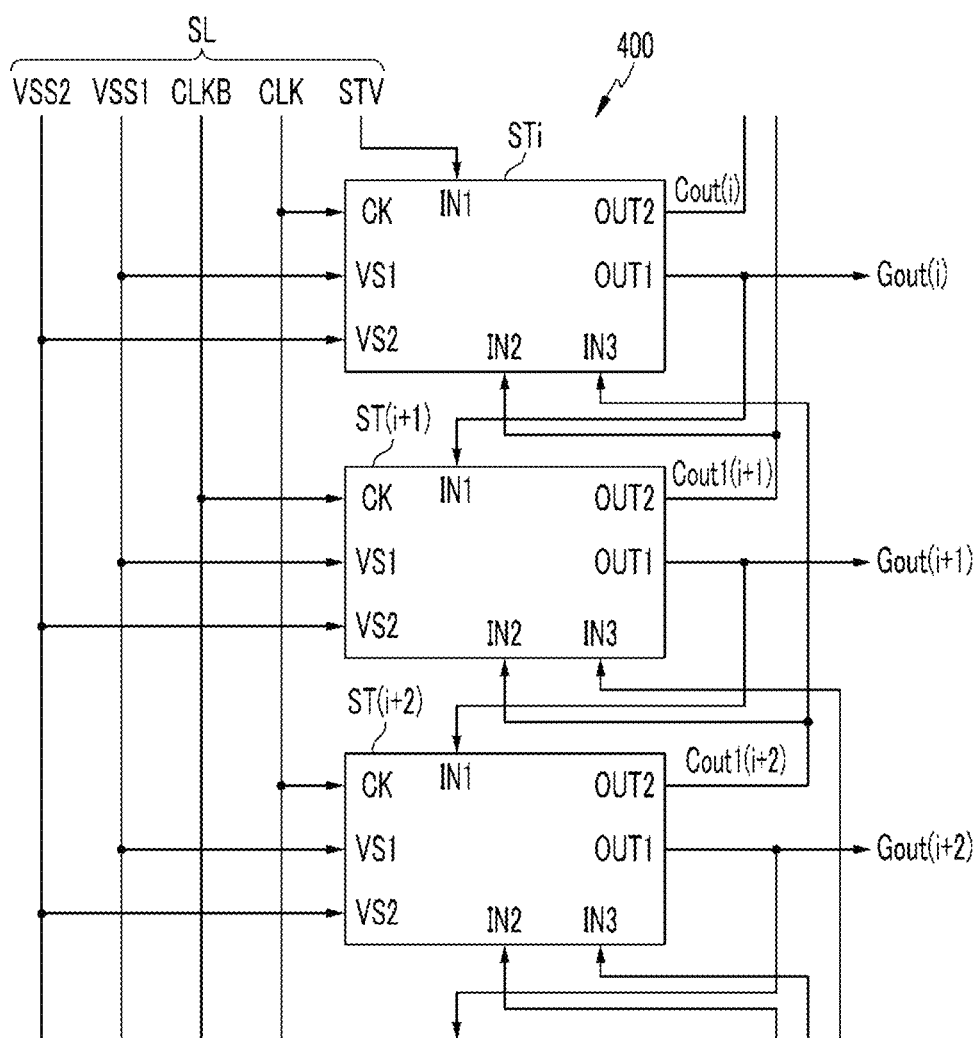 SL
400
VSS2 VSS1 CLKB CLK STV
STi
IN1
Cout(i)
CK
OUT2
VS1
OUT1
Gout(i)
VS2
IN2
IN3
ST(i+1)
IN1
Cout1(i+1)
CK
OUT2
VS1
OUT1
Gout(i+1)
VS2
IN2
IN3
ST(i+2)
IN1
Cout1(i+2)
CK
OUT2
VS1
OUT1
Gout(i+2)
VS2
IN2
IN3